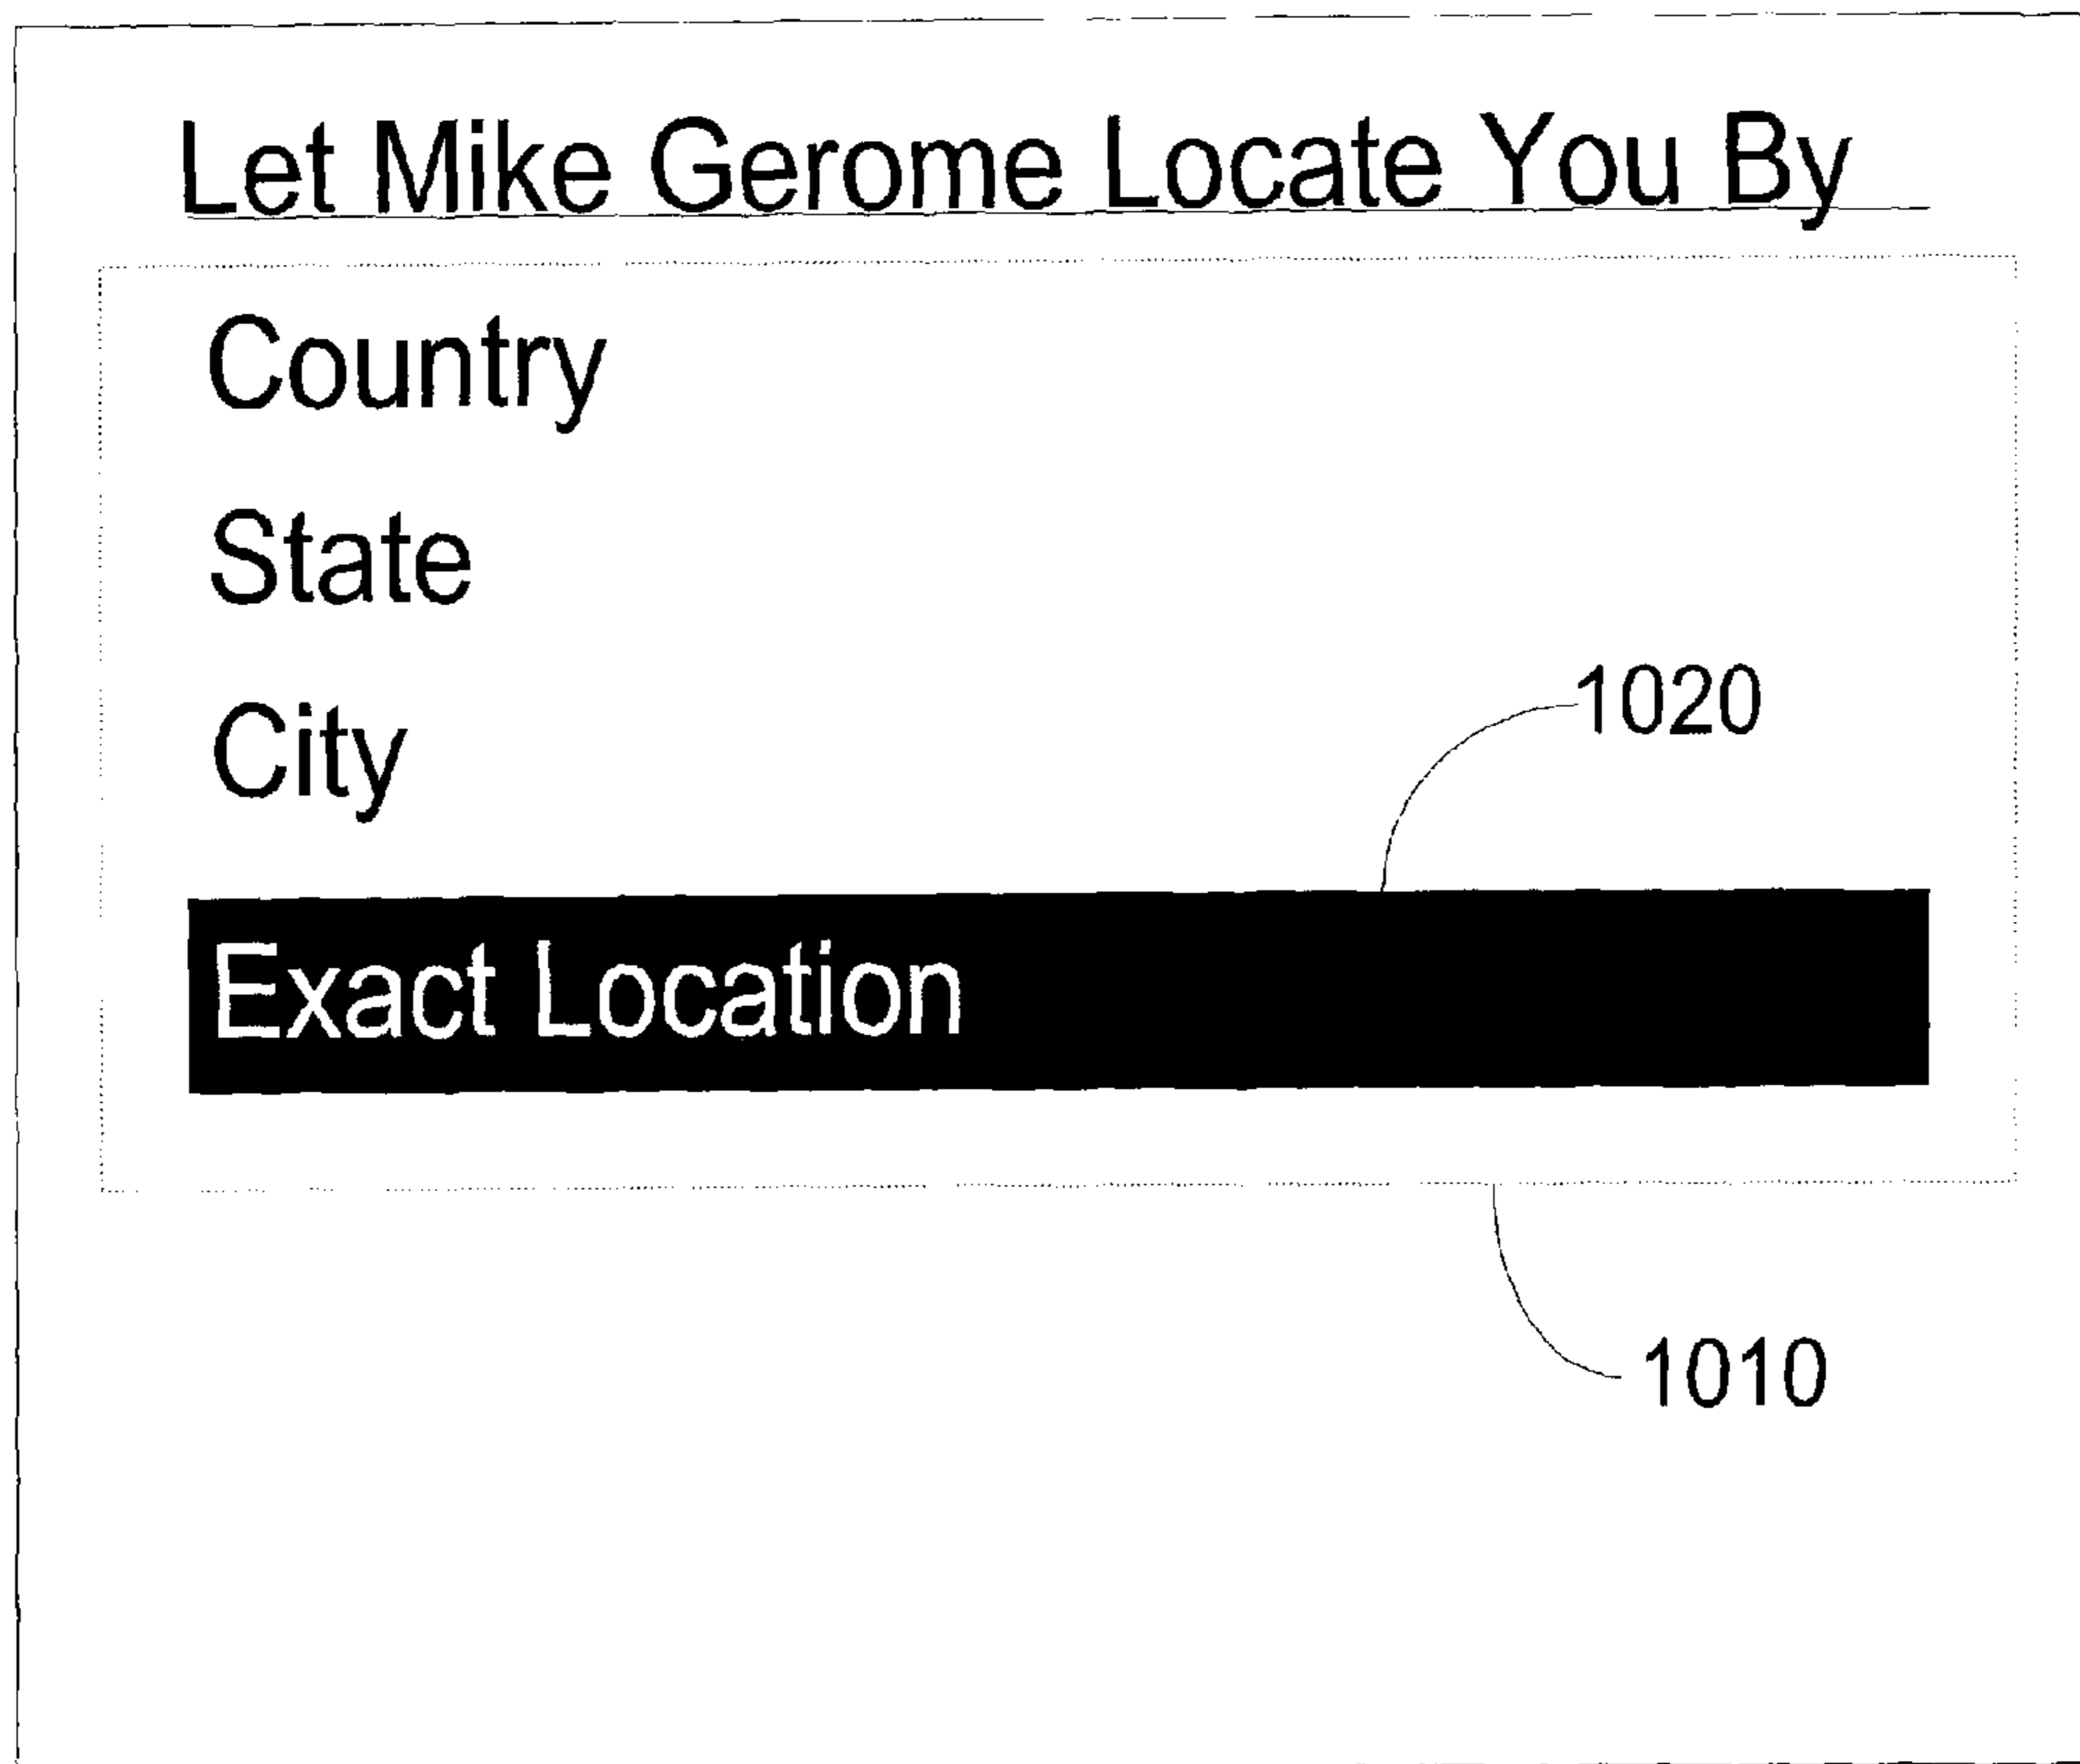 Let Mike Gerome Locate You By
Country
State
City
1020
Exact Location
1010